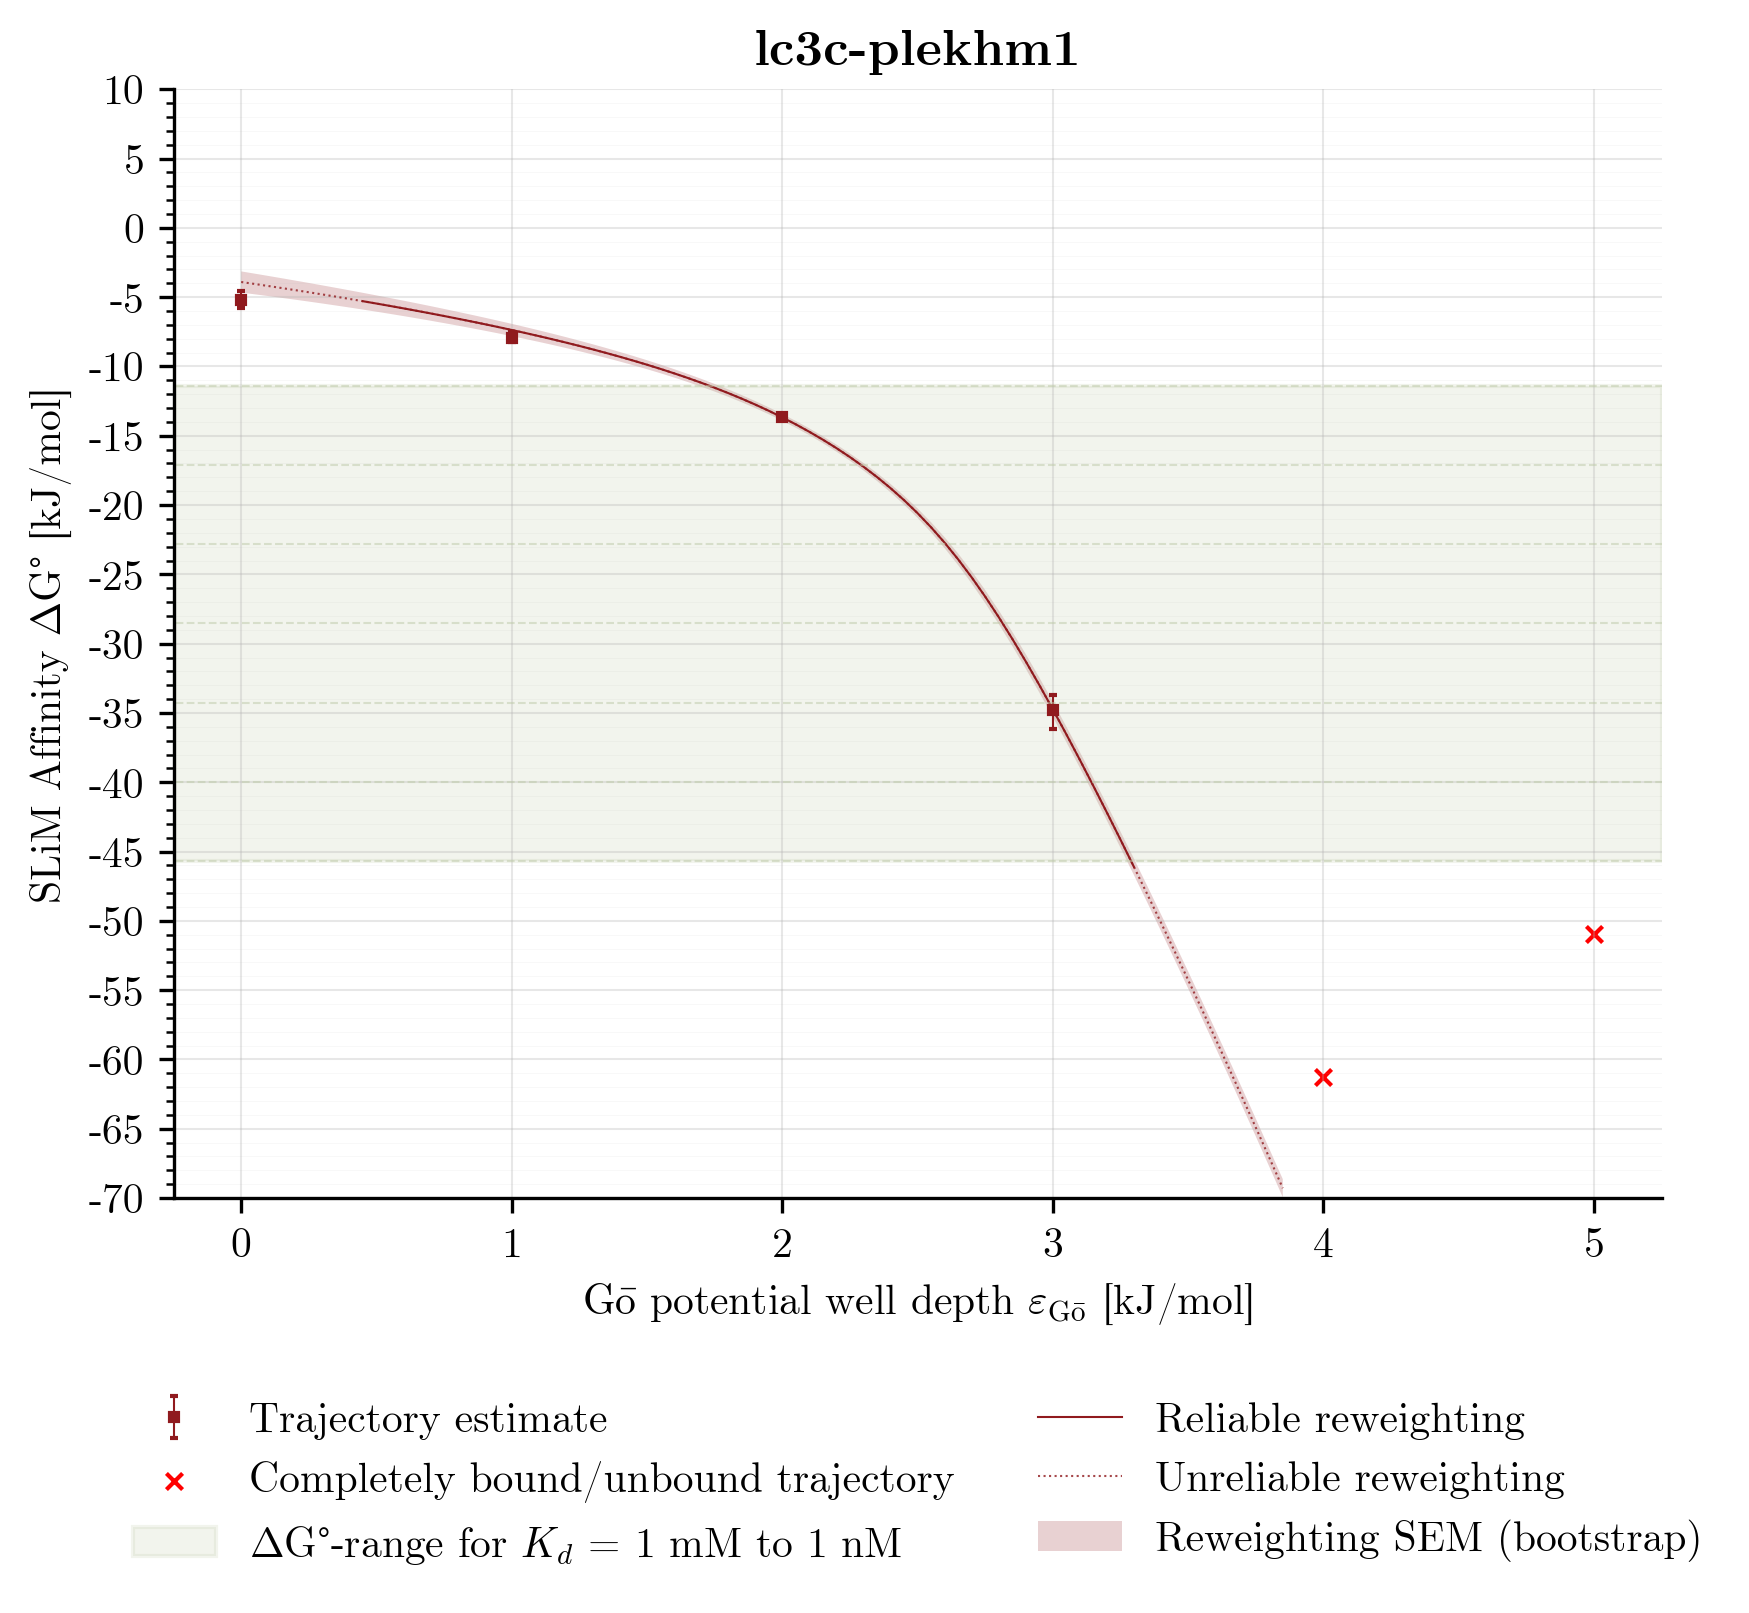 lc3c-plekhm1
10
5
0
-5
-10
-15
-20
-25
-30
-35
-40
-45
-50
-55
-60
-65
-70
SLiM Affinity ΔG° [kJ/mol]
0 1 2 3 4 5
Gō potential well depth ε_Gō [kJ/mol]
Trajectory estimate
Completely bound/unbound trajectory
ΔG°-range for K_d = 1 mM to 1 nM
Reliable reweighting
Unreliable reweighting
Reweighting SEM (bootstrap)